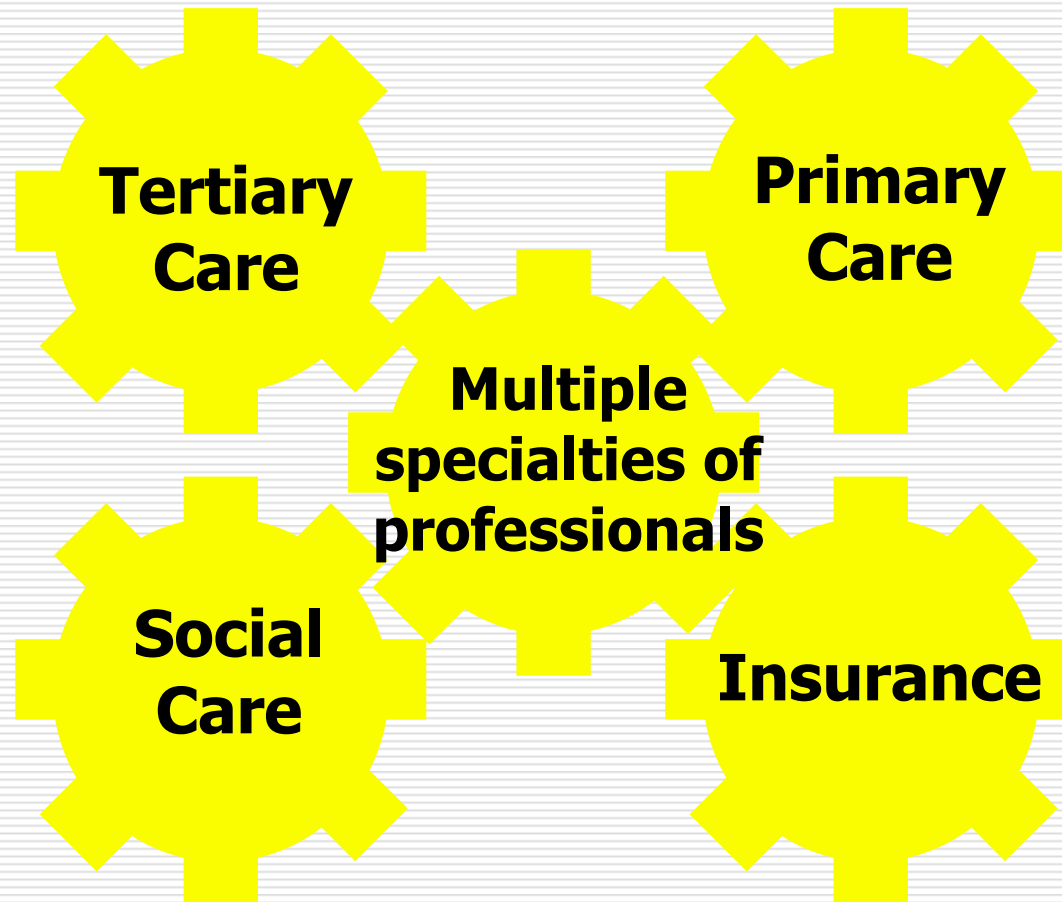 Tertiary
Care
Primary
Care
Multiple
specialties of
professionals
Social
Care
Insurance